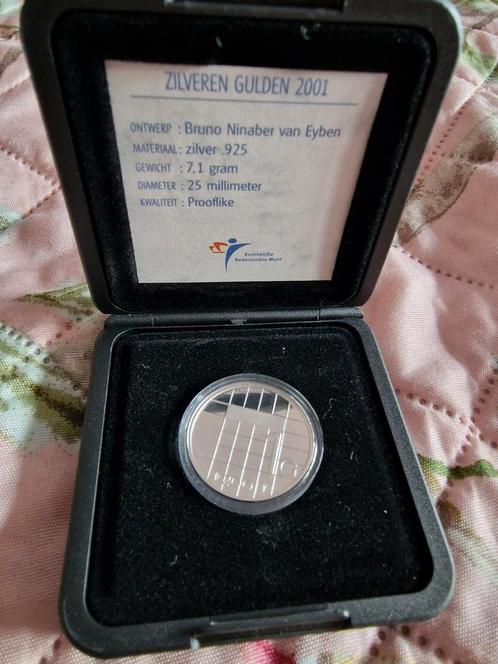 ZILVEREN GULDEN 2001
ONTWERP : Bruno Ninaber van Eyben
MATERIAAL : zilver .925
GEWICHT : 7,1 gram
DIAMETER : 25 millimeter
KWALITEIT : Prooflike
Koninklijke
Nederlandse Munt
1G